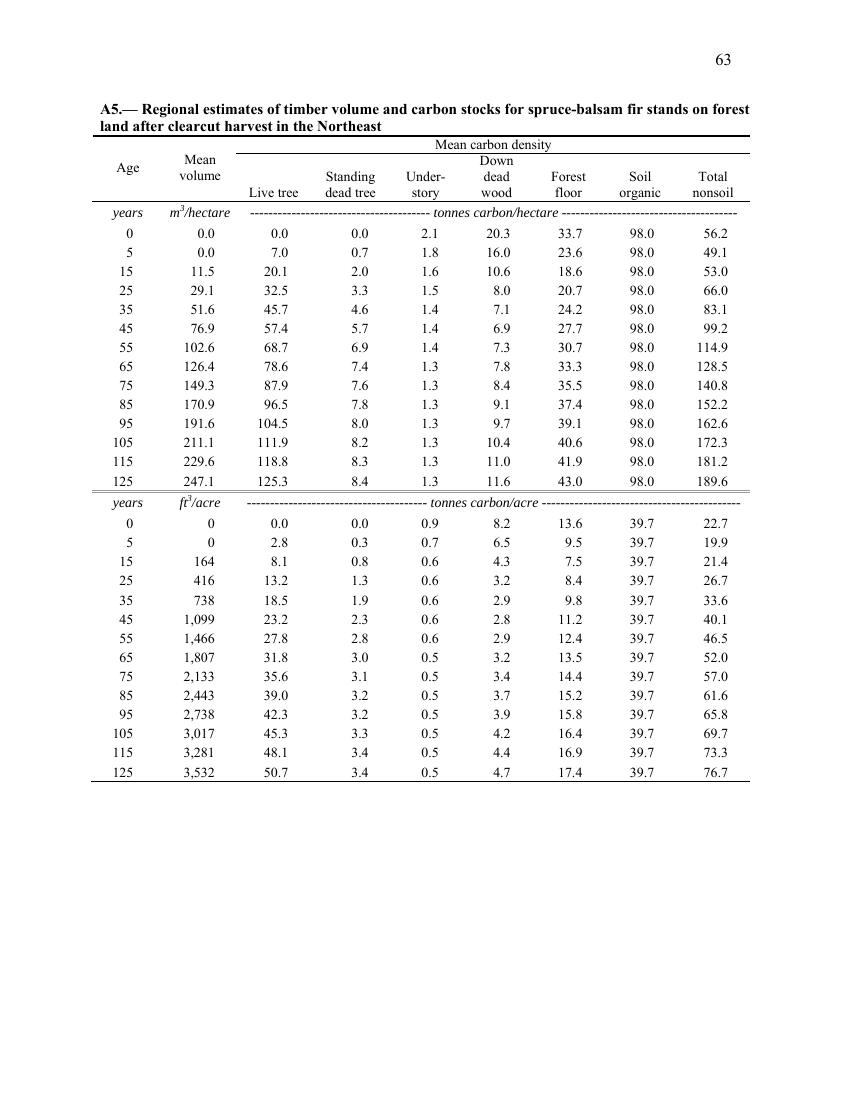 63
A5.— Regional estimates of timber volume and carbon stocks for spruce-balsam fir stands on forest
land after clearcut harvest in the Northeast
Age Mean volume Mean carbon density
Live tree Standing dead tree Under-story Down dead wood Forest floor Soil organic Total nonsoil
years m³/hectare ---------------------------------------- tonnes carbon/hectare ---------------------------------------
0 0.0 0.0 0.0 2.1 20.3 33.7 98.0 56.2
5 0.0 7.0 0.7 1.8 16.0 23.6 98.0 49.1
15 11.5 20.1 2.0 1.6 10.6 18.6 98.0 53.0
25 29.1 32.5 3.3 1.5 8.0 20.7 98.0 66.0
35 51.6 45.7 4.6 1.4 7.1 24.2 98.0 83.1
45 76.9 57.4 5.7 1.4 6.9 27.7 98.0 99.2
55 102.6 68.7 6.9 1.4 7.3 30.7 98.0 114.9
65 126.4 78.6 7.4 1.3 7.8 33.3 98.0 128.5
75 149.3 87.9 7.6 1.3 8.4 35.5 98.0 140.8
85 170.9 96.5 7.8 1.3 9.1 37.4 98.0 152.2
95 191.6 104.5 8.0 1.3 9.7 39.1 98.0 162.6
105 211.1 111.9 8.2 1.3 10.4 40.6 98.0 172.3
115 229.6 118.8 8.3 1.3 11.0 41.9 98.0 181.2
125 247.1 125.3 8.4 1.3 11.6 43.0 98.0 189.6
years ft³/acre ---------------------------------------- tonnes carbon/acre --------------------------------------------
0 0 0.0 0.0 0.9 8.2 13.6 39.7 22.7
5 0 2.8 0.3 0.7 6.5 9.5 39.7 19.9
15 164 8.1 0.8 0.6 4.3 7.5 39.7 21.4
25 416 13.2 1.3 0.6 3.2 8.4 39.7 26.7
35 738 18.5 1.9 0.6 2.9 9.8 39.7 33.6
45 1,099 23.2 2.3 0.6 2.8 11.2 39.7 40.1
55 1,466 27.8 2.8 0.6 2.9 12.4 39.7 46.5
65 1,807 31.8 3.0 0.5 3.2 13.5 39.7 52.0
75 2,133 35.6 3.1 0.5 3.4 14.4 39.7 57.0
85 2,443 39.0 3.2 0.5 3.7 15.2 39.7 61.6
95 2,738 42.3 3.2 0.5 3.9 15.8 39.7 65.8
105 3,017 45.3 3.3 0.5 4.2 16.4 39.7 69.7
115 3,281 48.1 3.4 0.5 4.4 16.9 39.7 73.3
125 3,532 50.7 3.4 0.5 4.7 17.4 39.7 76.7